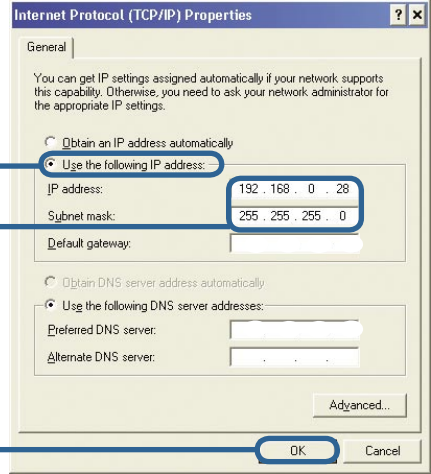 Internet Protocol (TCP/IP) Properties
General
You can get IP settings assigned automatically if your network supports
this capability. Otherwise, you need to ask your network administrator for
the appropriate IP settings.
Obtain an IP address automatically
Use the following IP address:
IP address: 192 . 168 . 0 . 28
Subnet mask: 255 . 255 . 255 . 0
Default gateway:
Obtain DNS server address automatically
Use the following DNS server addresses:
Preferred DNS server:
Alternate DNS server: . . .
Advanced...
OK Cancel